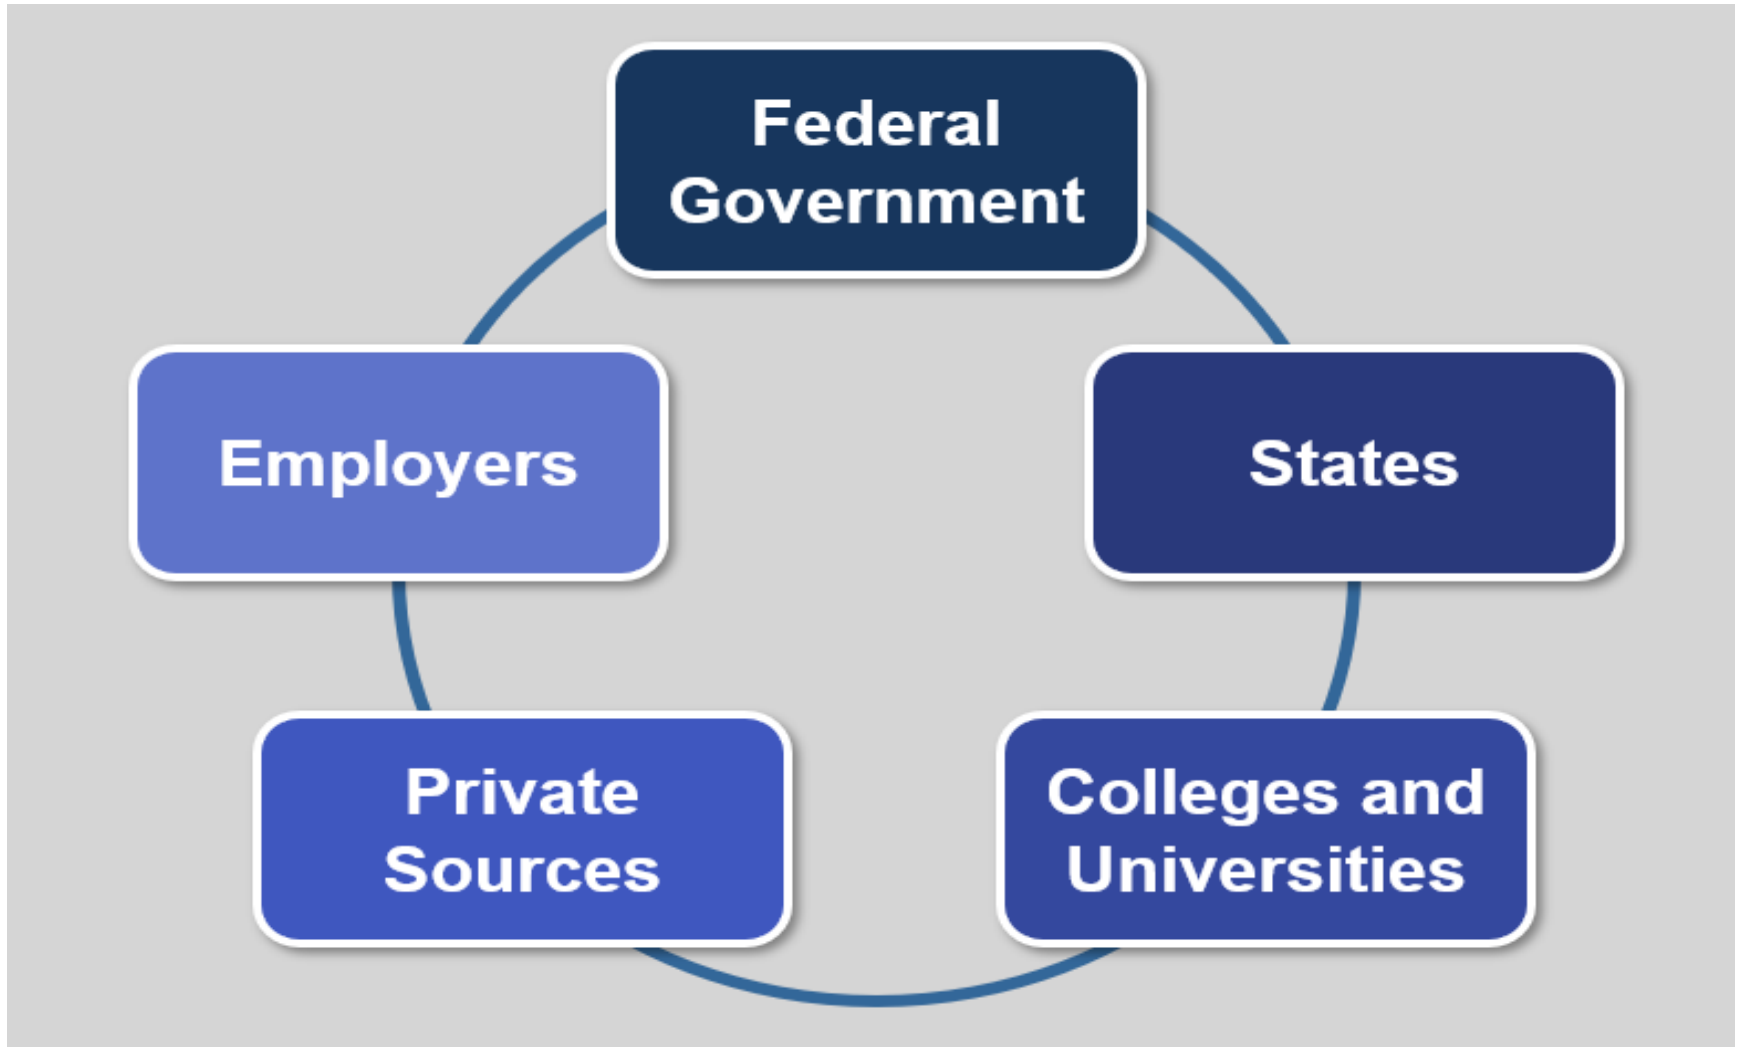 Federal
Government
Employers
States
Private
Sources
Colleges and
Universities